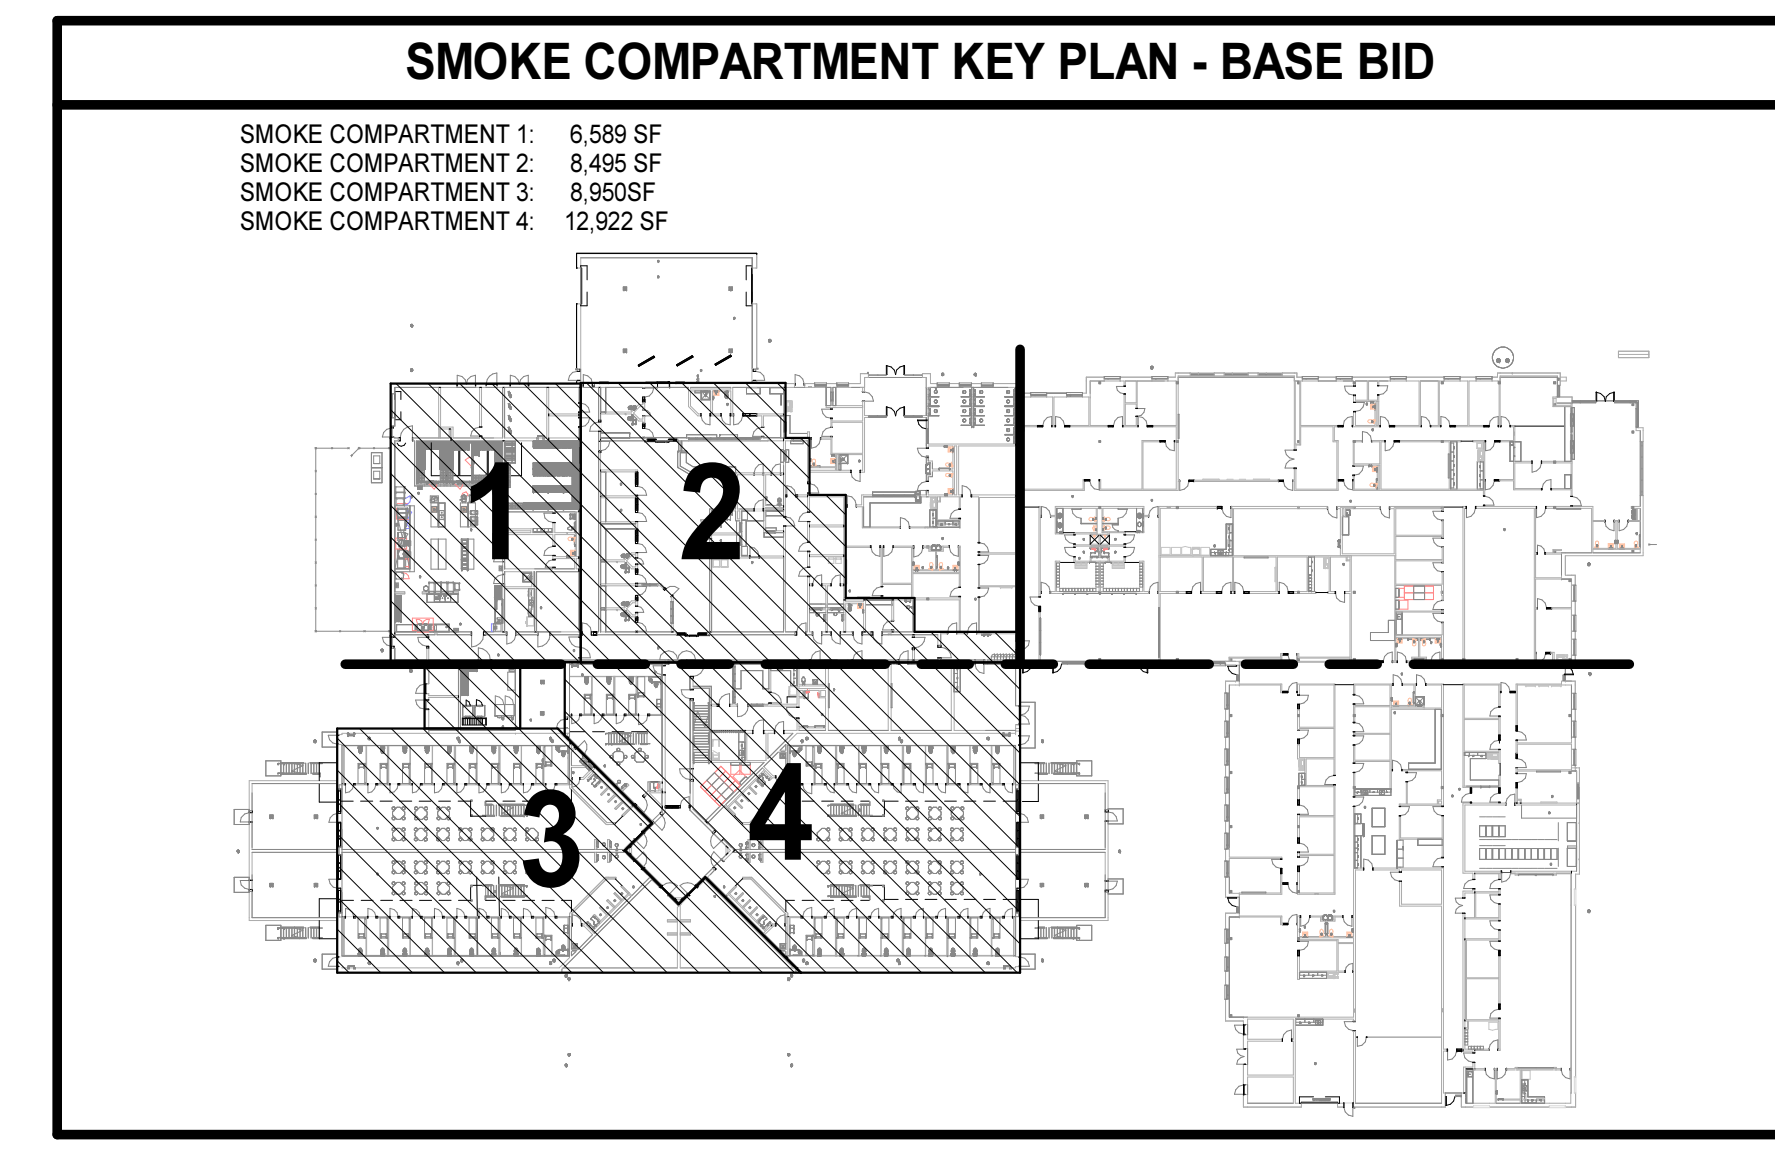 SMOKE COMPARTMENT KEY PLAN - BASE BID
SMOKE COMPARTMENT 1: 6,589 SF
SMOKE COMPARTMENT 2: 8,495 SF
SMOKE COMPARTMENT 3: 8,950SF
SMOKE COMPARTMENT 4: 12,922 SF
1
2
3
4